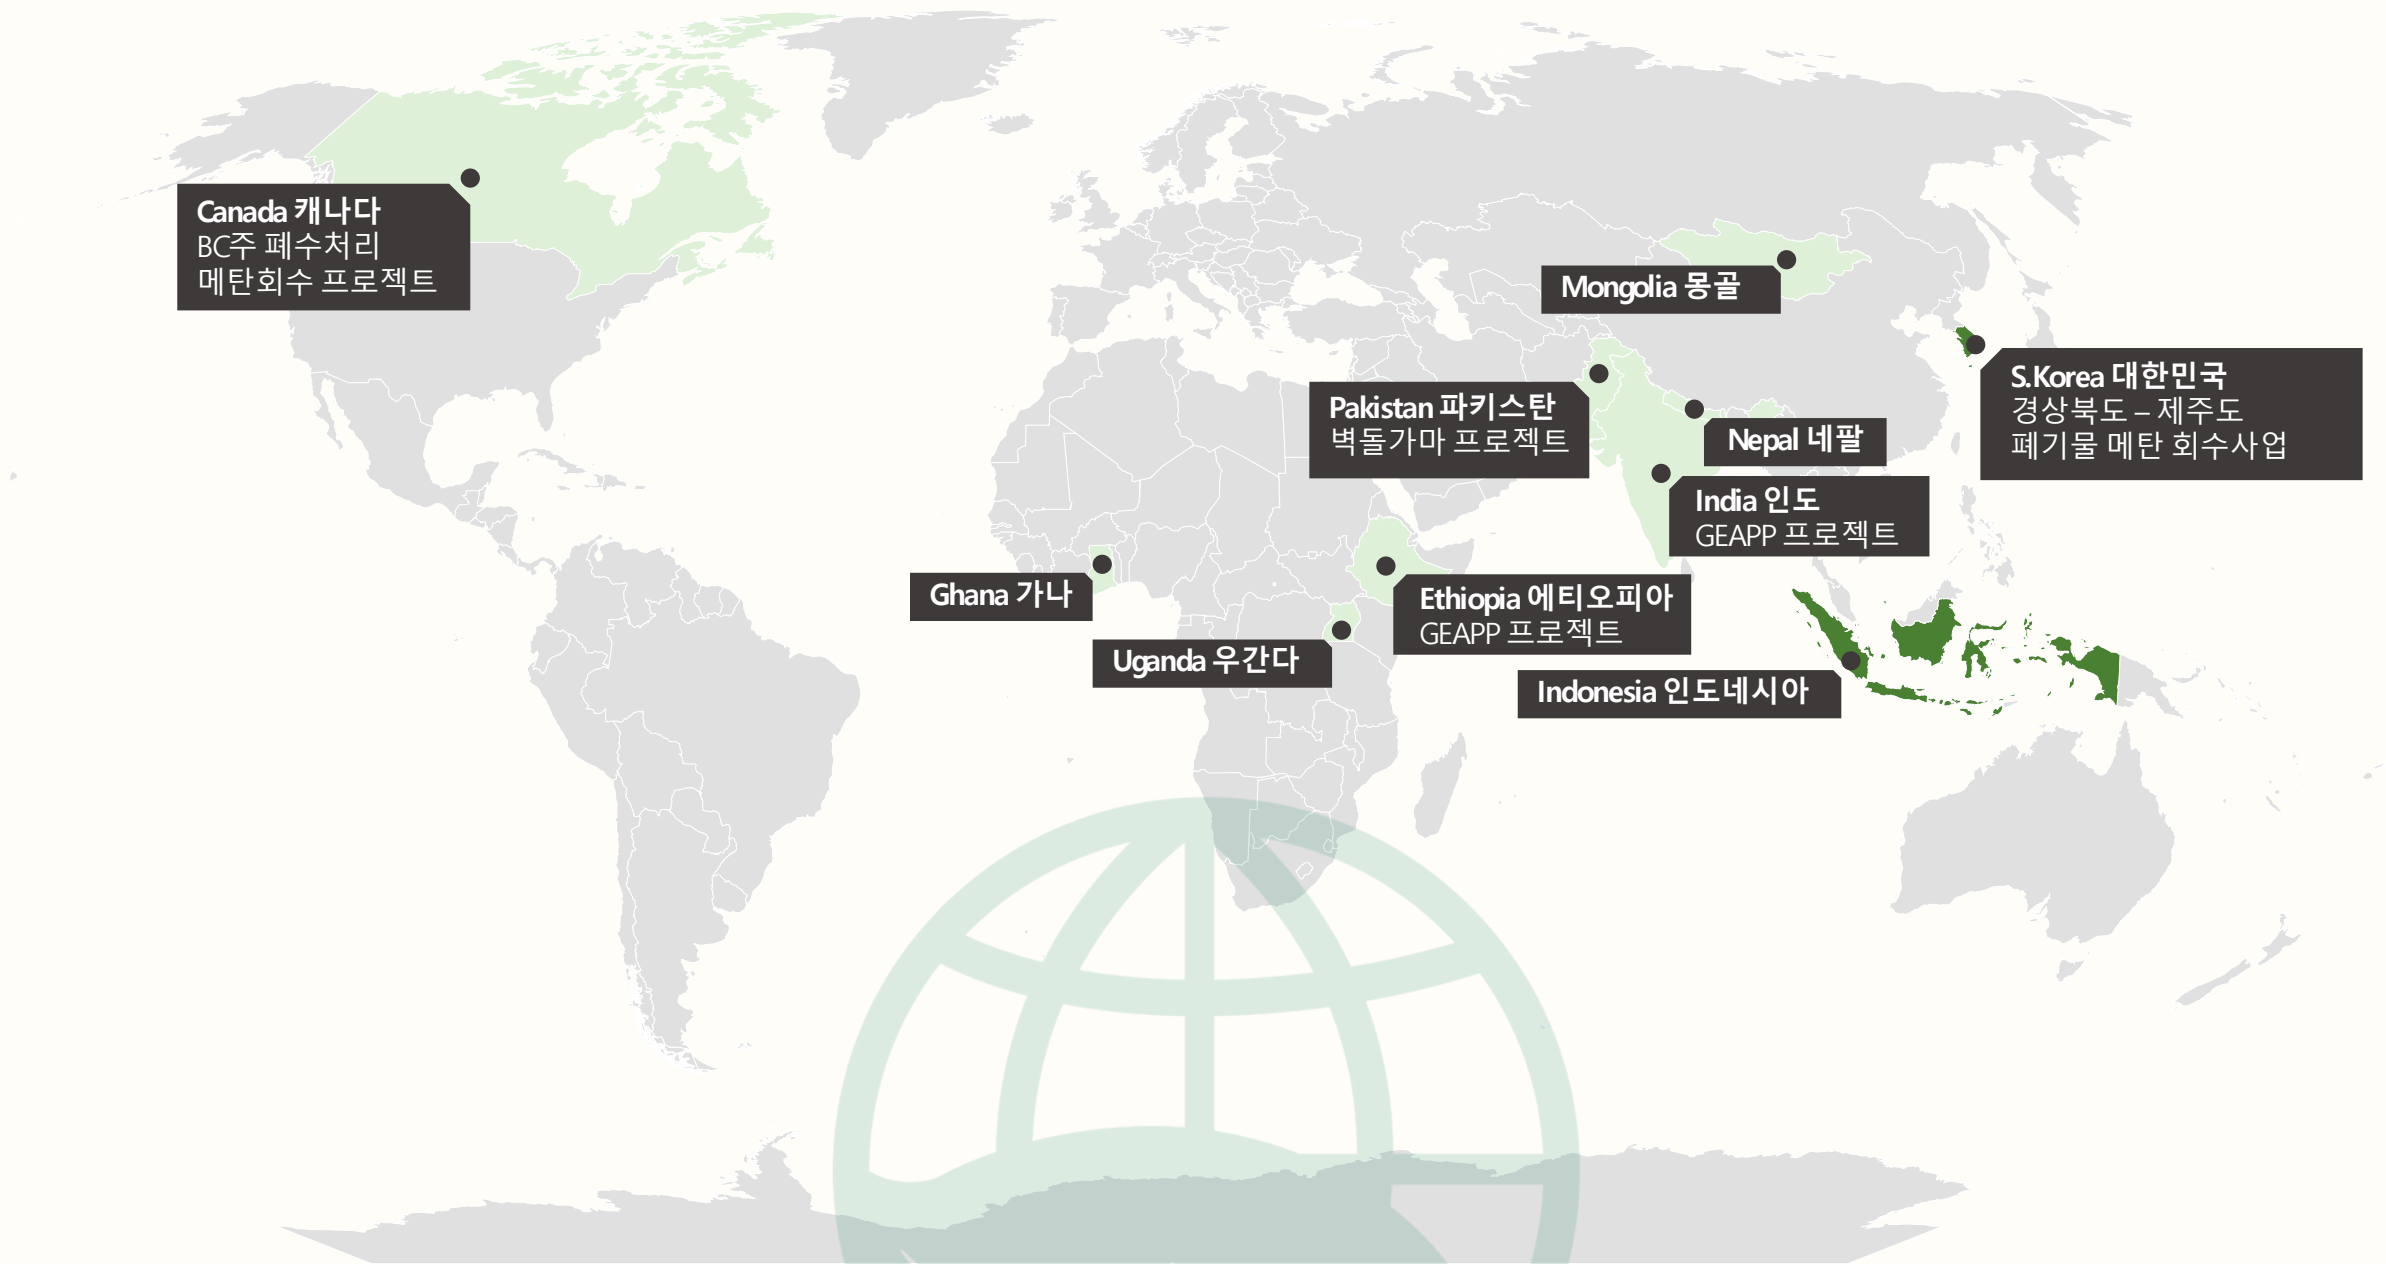 Canada 캐나다
BC주 폐수처리
메탄회수 프로젝트
Mongolia 몽골
S.Korea 대한민국
경상북도 – 제주도
폐기물 메탄 회수사업
Pakistan 파키스탄
벽돌가마 프로젝트
Nepal 네팔
India 인도
GEAPP 프로젝트
Ghana 가나
Ethiopia 에티오피아
GEAPP 프로젝트
Uganda 우간다
Indonesia 인도네시아